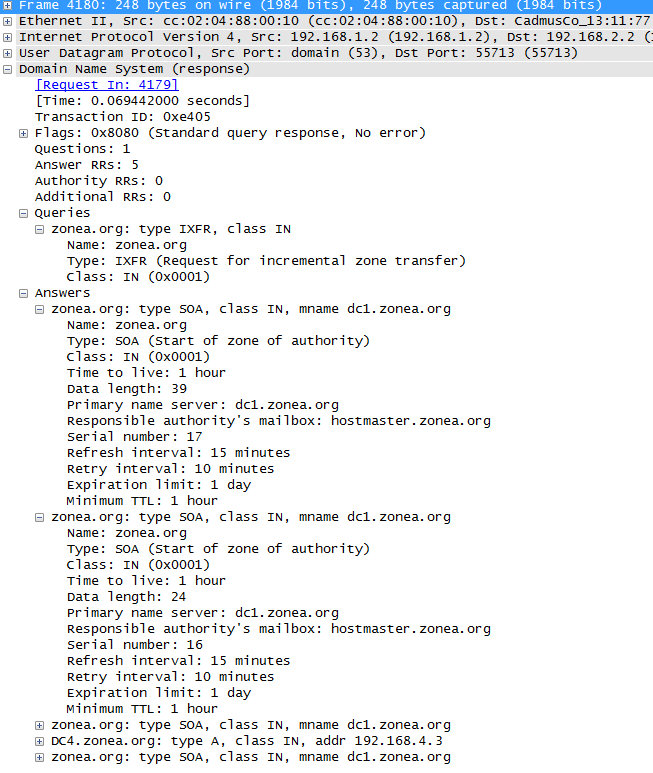 Frame 4180: 248 bytes on wire (1984 bits), 248 bytes captured (1984 bits)
Ethernet II, Src: cc:02:04:88:00:10 (cc:02:04:88:00:10), Dst: CadmusCo_13:11:77
Internet Protocol Version 4, Src: 192.168.1.2 (192.168.1.2), Dst: 192.168.2.2 (1
User Datagram Protocol, Src Port: domain (53), Dst Port: 55713 (55713)
Domain Name System (response)
[Request In: 4179]
[Time: 0.069442000 seconds]
Transaction ID: 0xe405
Flags: 0x8080 (Standard query response, No error)
Questions: 1
Answer RRs: 5
Authority RRs: 0
Additional RRs: 0
Queries
zonea.org: type IXFR, class IN
Name: zonea.org
Type: IXFR (Request for incremental zone transfer)
Class: IN (0x0001)
Answers
zonea.org: type SOA, class IN, mname dc1.zonea.org
Name: zonea.org
Type: SOA (Start of zone of authority)
Class: IN (0x0001)
Time to live: 1 hour
Data length: 39
Primary name server: dc1.zonea.org
Responsible authority's mailbox: hostmaster.zonea.org
Serial number: 17
Refresh interval: 15 minutes
Retry interval: 10 minutes
Expiration limit: 1 day
Minimum TTL: 1 hour
zonea.org: type SOA, class IN, mname dc1.zonea.org
Name: zonea.org
Type: SOA (Start of zone of authority)
Class: IN (0x0001)
Time to live: 1 hour
Data length: 24
Primary name server: dc1.zonea.org
Responsible authority's mailbox: hostmaster.zonea.org
Serial number: 16
Refresh interval: 15 minutes
Retry interval: 10 minutes
Expiration limit: 1 day
Minimum TTL: 1 hour
zonea.org: type SOA, class IN, mname dc1.zonea.org
DC4.zonea.org: type A, class IN, addr 192.168.4.3
zonea.org: type SOA, class IN, mname dc1.zonea.org